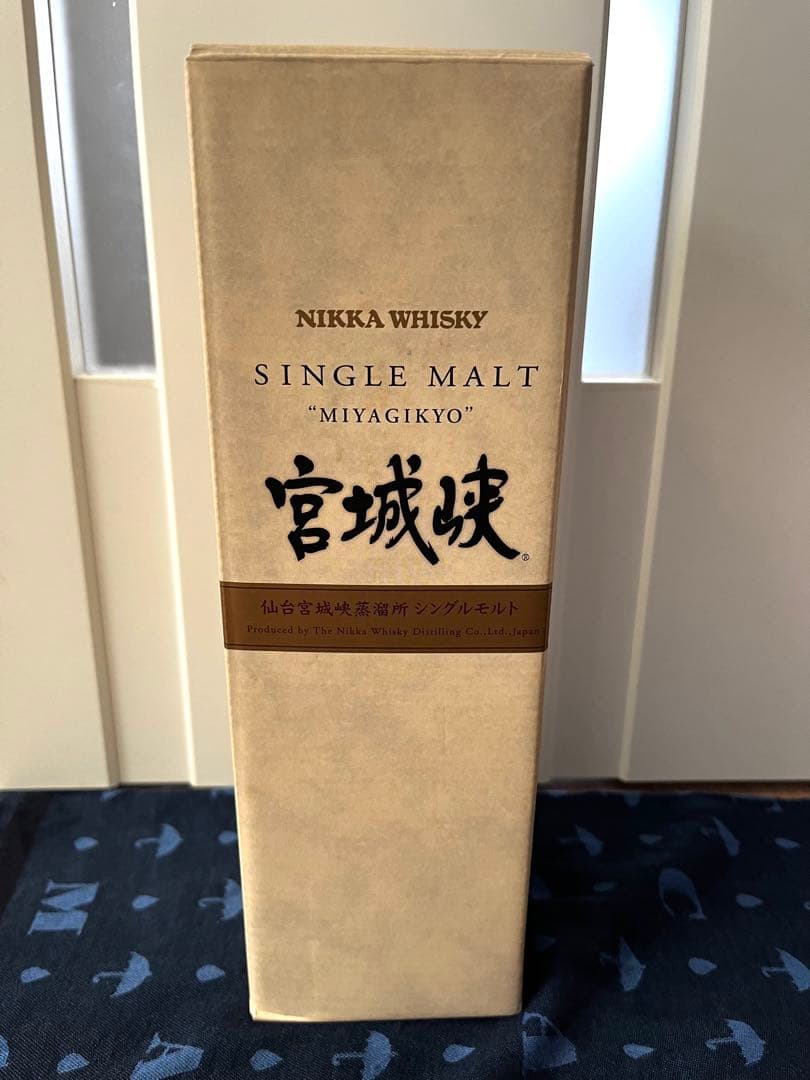 NIKKA WHISKY
SINGLE MALT
“MIYAGIKYO”
宮城峡®
仙台宮城峡蒸溜所 シングルモルト
Produced by The Nikka Whisky Distilling Co.,Ltd.,Japan
M
C
A